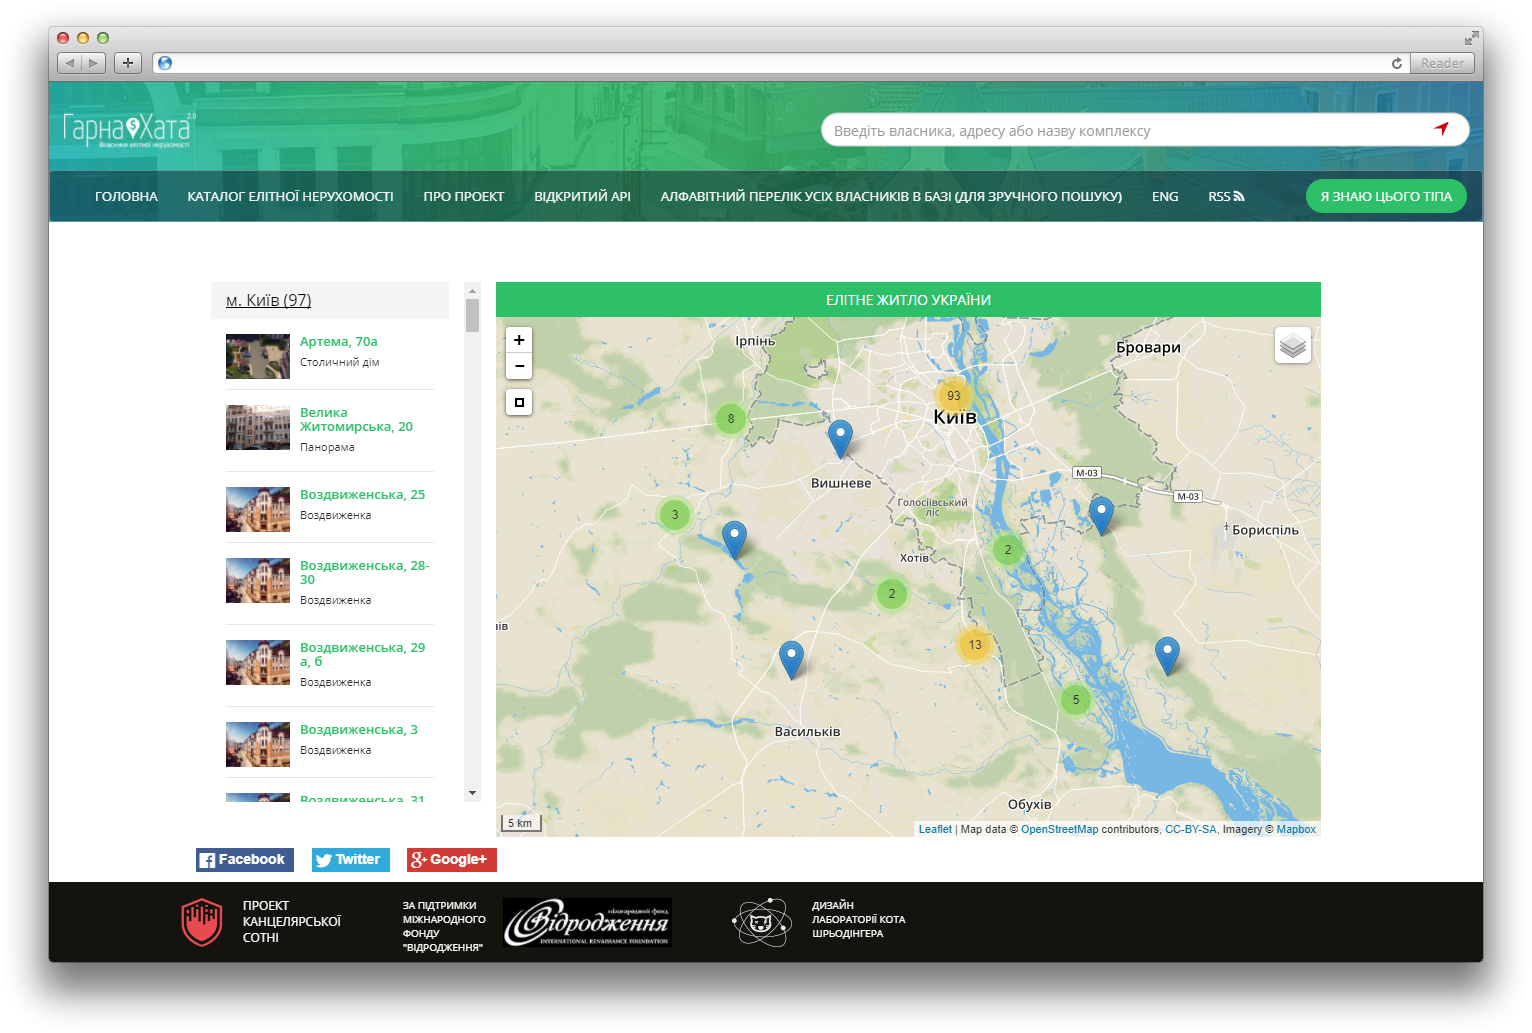 Reader
ГарнаХата 2.0
Власники елітної нерухомості
Введіть власника, адресу або назву комплексу
ГОЛОВНА
КАТАЛОГ ЕЛІТНОЇ НЕРУХОМОСТІ
ПРО ПРОЕКТ
ВІДКРИТИЙ АРІ
АЛФАВІТНИЙ ПЕРЕЛІК УСІХ ВЛАСНИКІВ В БАЗІ (ДЛЯ ЗРУЧНОГО ПОШУКУ)
ENG
RSS
Я ЗНАЮ ЦЬОГО ТІПА
м. Київ (97)
Артема, 70а
Столичний дім
Велика
Житомирська, 20
Панорама
Воздвиженська, 25
Воздвиженка
Воздвиженська, 28-
30
Воздвиженка
Воздвиженська, 29
а, б
Воздвиженка
Воздвиженська, 3
Воздвиженка
Воздвиженська, 31
ЕЛІТНЕ ЖИТЛО УКРАЇНИ
+
−
Ірпінь
Бровари
93
Київ
8
Вишневе
М-03
М-03
Голосіївський
ліс
3
Бориспіль
2
Хотів
2
ів
13
5
Васильків
Обухів
5 km
Leaflet | Map data © OpenStreetMap contributors, CC-BY-SA, Imagery © Mapbox
Facebook
Twitter
g+ Google+
ПРОЕКТ
КАНЦЕЛЯРСЬКОЇ
СОТНІ
ЗА ПІДТРИМКИ
МІЖНАРОДНОГО
ФОНДУ
"ВІДРОДЖЕННЯ"
міжнародний фонд
Відродження
INTERNATIONAL RENAISSANCE FOUNDATION
ДИЗАЙН
ЛАБОРАТОРІЇ КОТА
ШРЬОДІНГЕРА